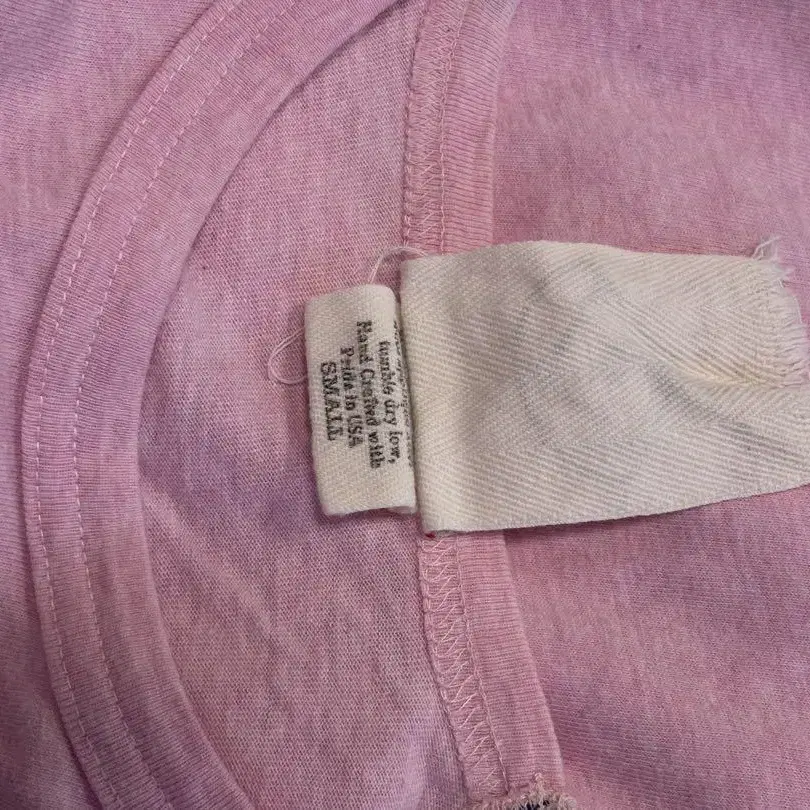 tumble dry low,
Hand Crafted with
Pride in USA
SMALL